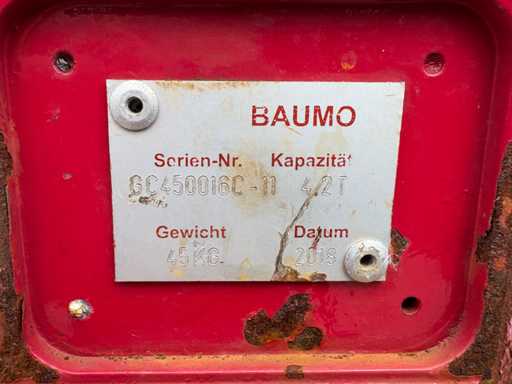 BAUMO
Serien-Nr. Kapazität
GC450016C-11 4.2T
Gewicht Datum
45KG. 2018